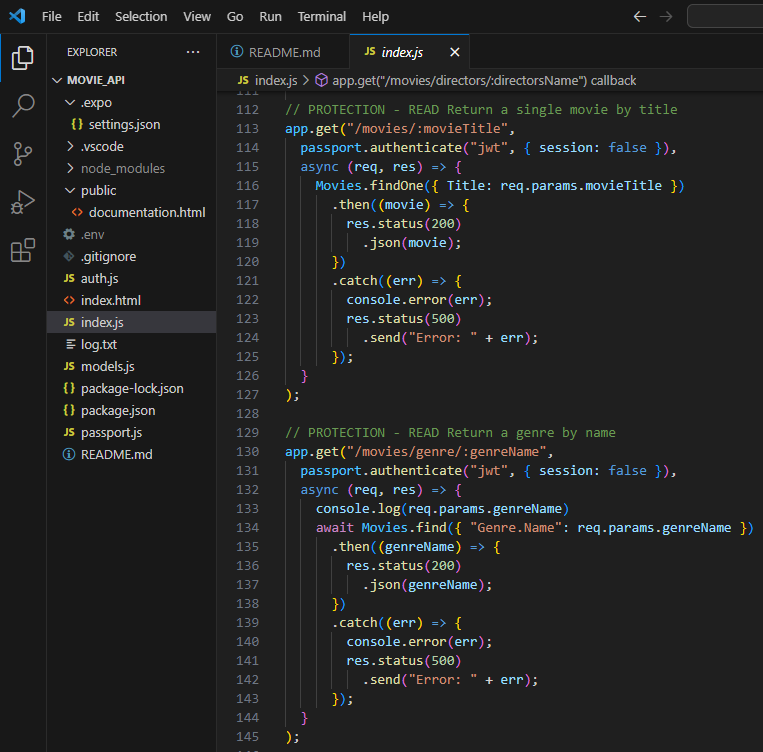 File Edit Selection View Go Run Terminal Help
EXPLORER ...
MOVIE_API
.expo
{} settings.json
.vscode
node_modules
public
<> documentation.html
.env
.gitignore
JS auth.js
<> index.html
JS index.js
log.txt
JS models.js
{} package-lock.json
{} package.json
JS passport.js
README.md
README.md
JS index.js
JS index.js > app.get("/movies/directors/:directorsName") callback
111
112 // PROTECTION - READ Return a single movie by title
113 app.get("/movies/:movieTitle",
114 passport.authenticate("jwt", { session: false }),
115 async (req, res) => {
116 Movies.findOne({ Title: req.params.movieTitle })
117 .then((movie) => {
118 res.status(200)
119 .json(movie);
120 })
121 .catch((err) => {
122 console.error(err);
123 res.status(500)
124 .send("Error: " + err);
125 });
126 }
127 );
128
129 // PROTECTION - READ Return a genre by name
130 app.get("/movies/genre/:genreName",
131 passport.authenticate("jwt", { session: false }),
132 async (req, res) => {
133 console.log(req.params.genreName)
134 await Movies.find({ "Genre.Name": req.params.genreName })
135 .then((genreName) => {
136 res.status(200)
137 .json(genreName);
138 })
139 .catch((err) => {
140 console.error(err);
141 res.status(500)
142 .send("Error: " + err);
143 });
144 }
145 );